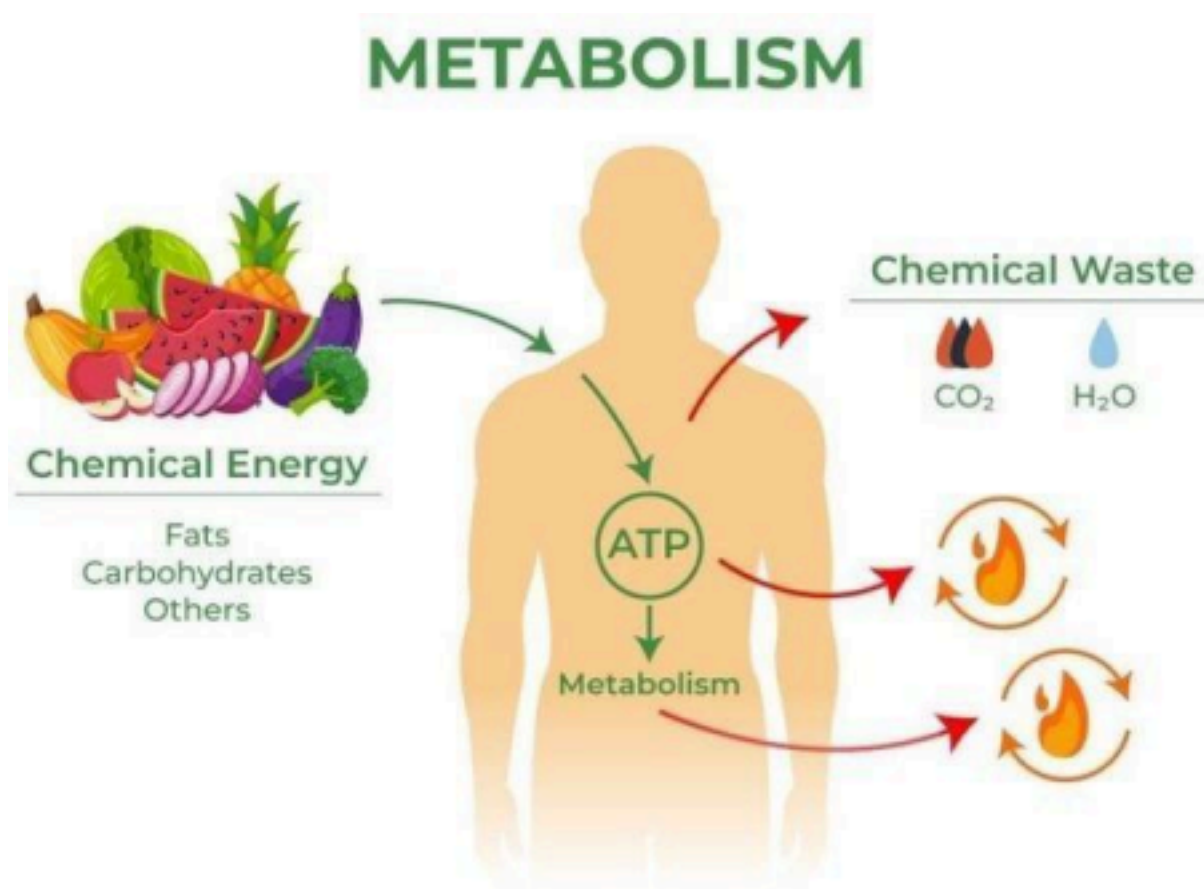 METABOLISM
Chemical Energy
Fats
Carbohydrates
Others
ATP
Metabolism
Chemical Waste
CO₂
H₂O